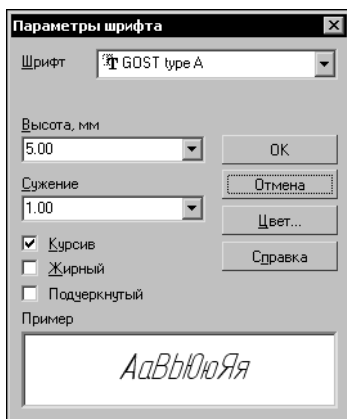 Параметры шрифта
Шрифт GOST type A
Высота, мм
5.00 OK
Сужение Отмена
1.00 Цвет...
Курсив Справка
Жирный
Подчеркнутый
Пример
АаВЬЮюЯя